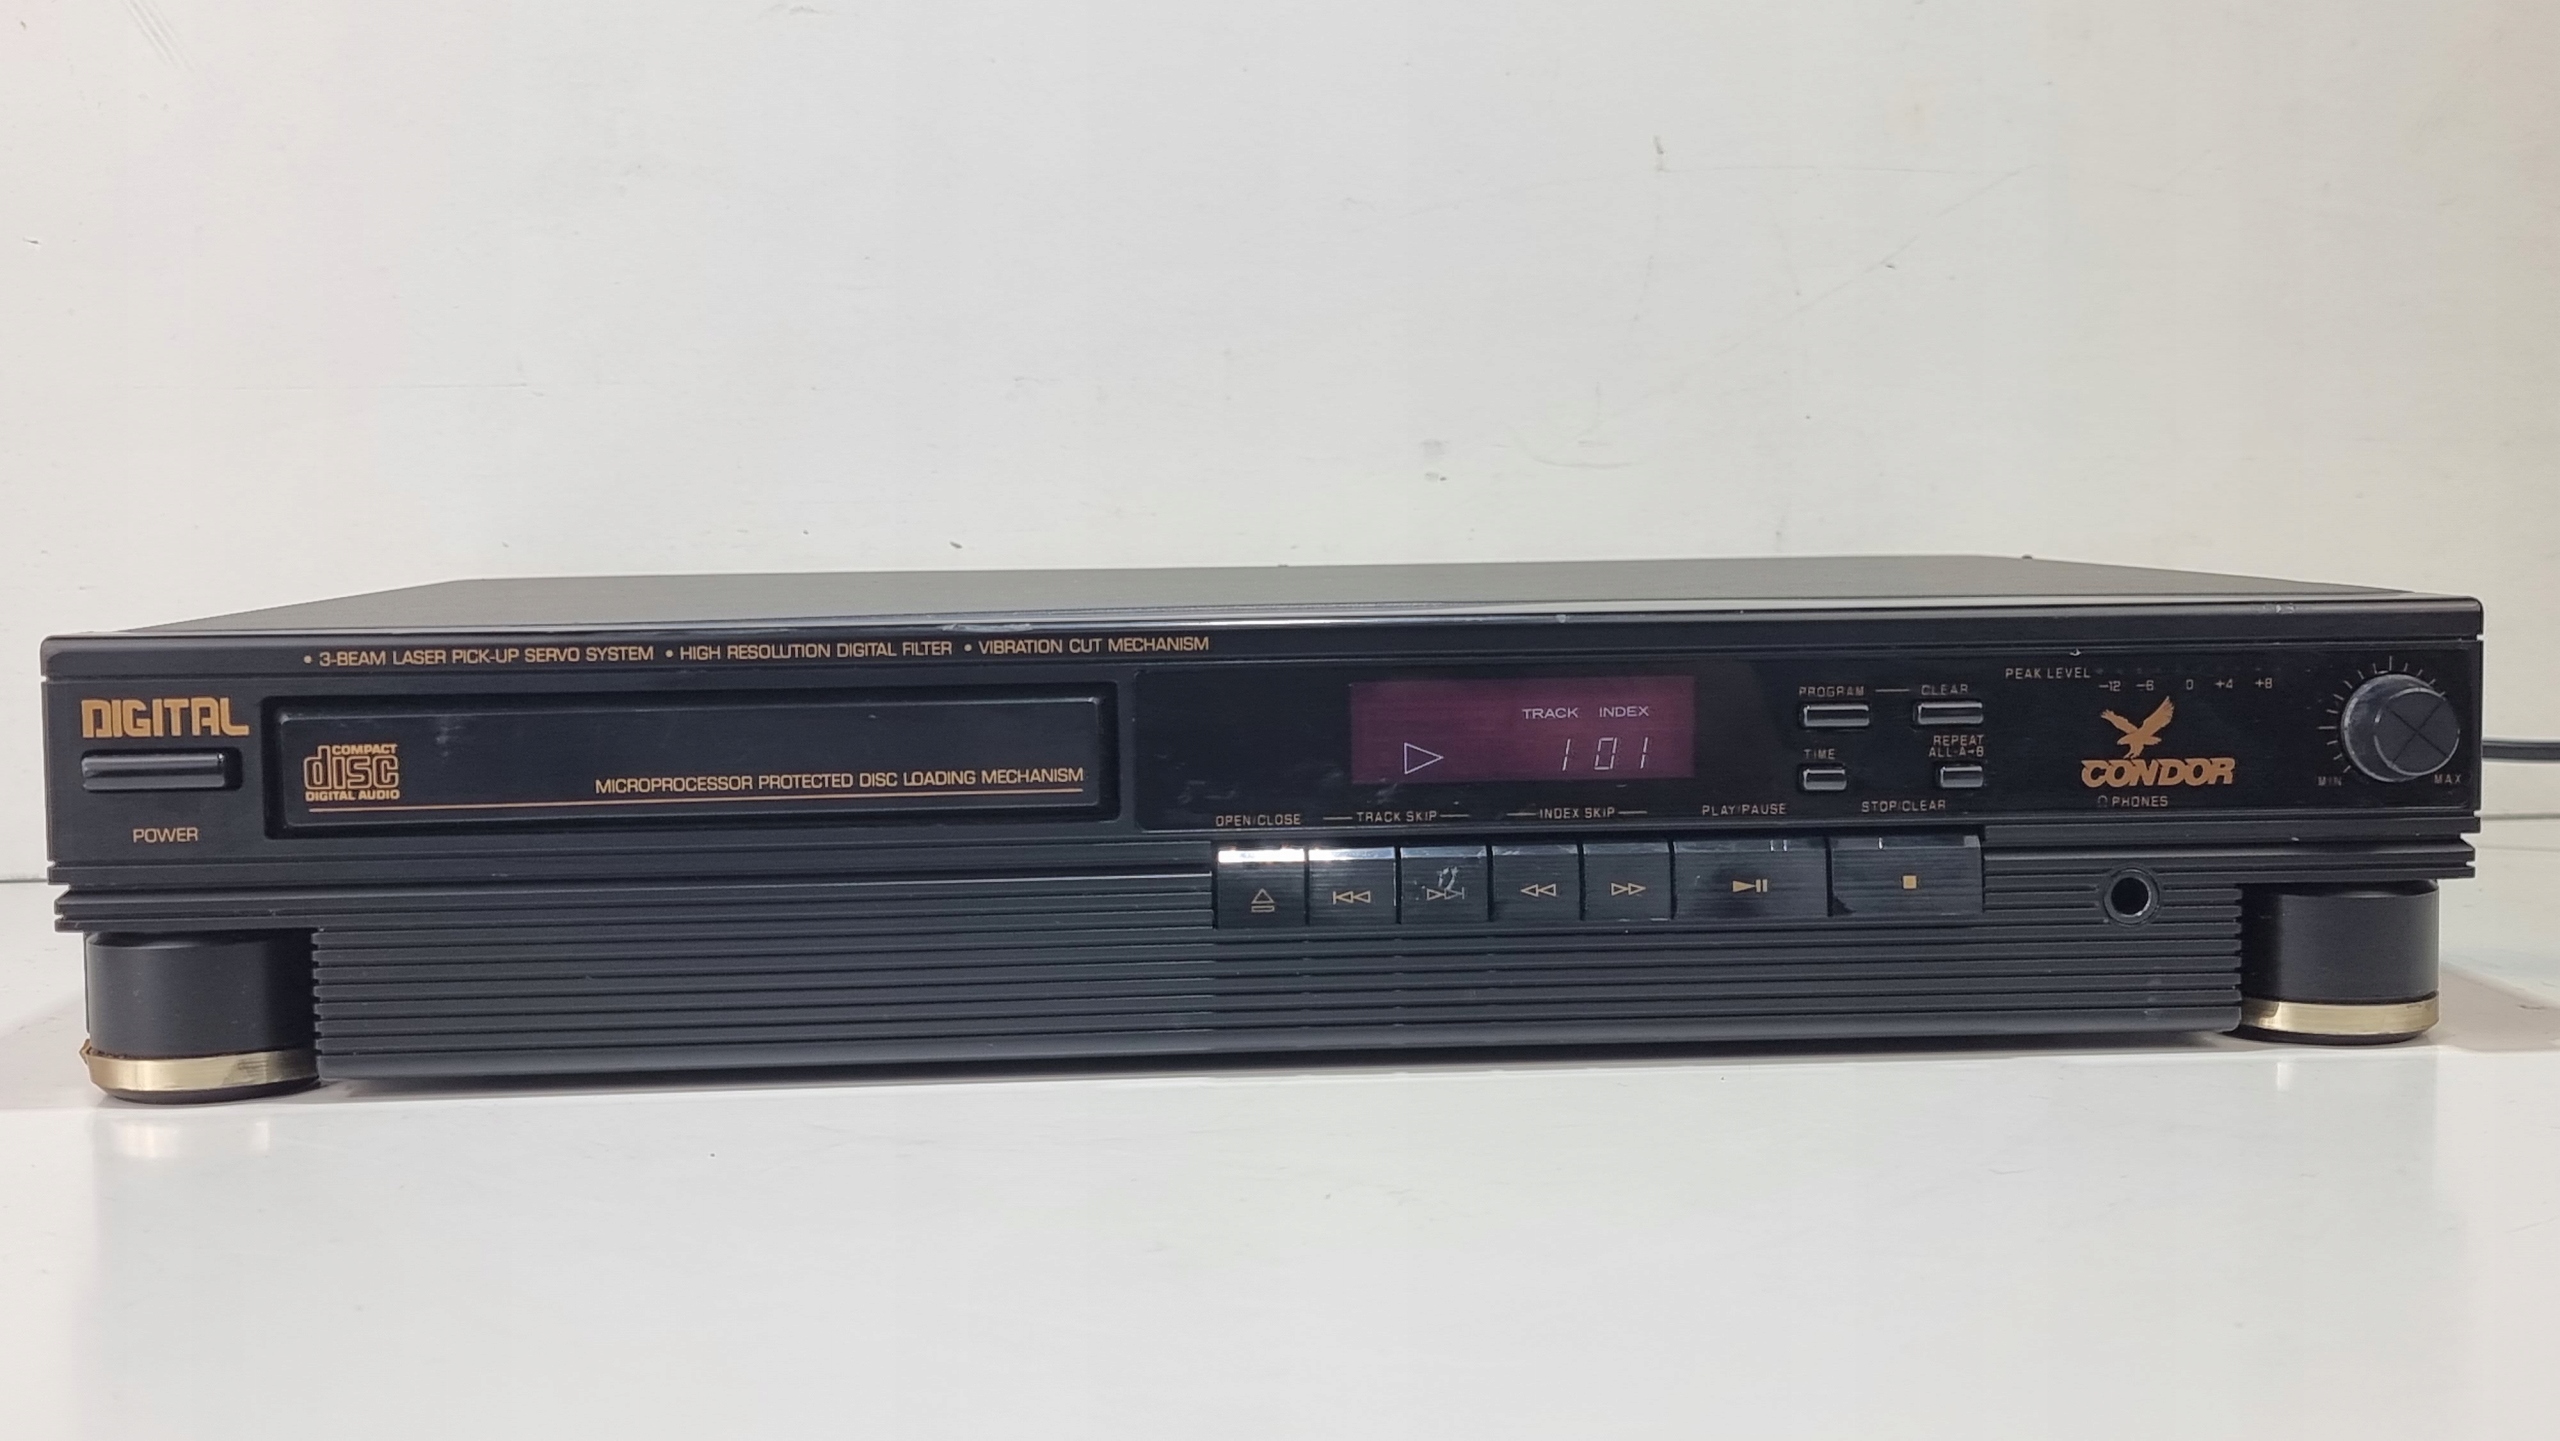 • 3-BEAM LASER PICK-UP SERVO SYSTEM • HIGH RESOLUTION DIGITAL FILTER • VIBRATION CUT MECHANISM
DIGITAL
POWER
COMPACT
disc
DIGITAL AUDIO
MICROPROCESSOR PROTECTED DISC LOADING MECHANISM
TRACK INDEX
1 01
PROGRAM CLEAR
TIME
REPEAT
ALL-A-B
PEAK LEVEL
-12 -6 0 +4 +8
CONDOR
PHONES
MIN MAX
OPEN/CLOSE TRACK SKIP INDEX SKIP PLAY/PAUSE STOP/CLEAR